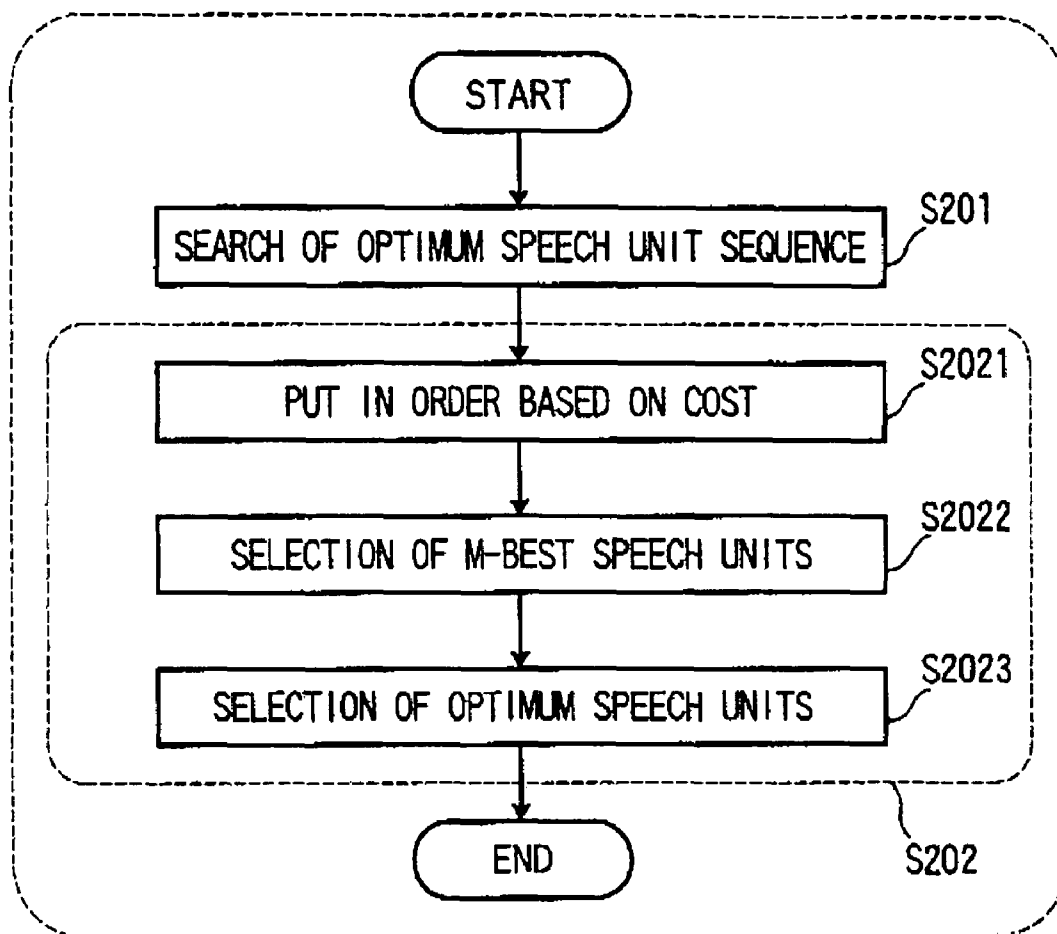 START
S201
SEARCH OF OPTIMUM SPEECH UNIT SEQUENCE
S2021
PUT IN ORDER BASED ON COST
S2022
SELECTION OF M-BEST SPEECH UNITS
S2023
SELECTION OF OPTIMUM SPEECH UNITS
END
S202